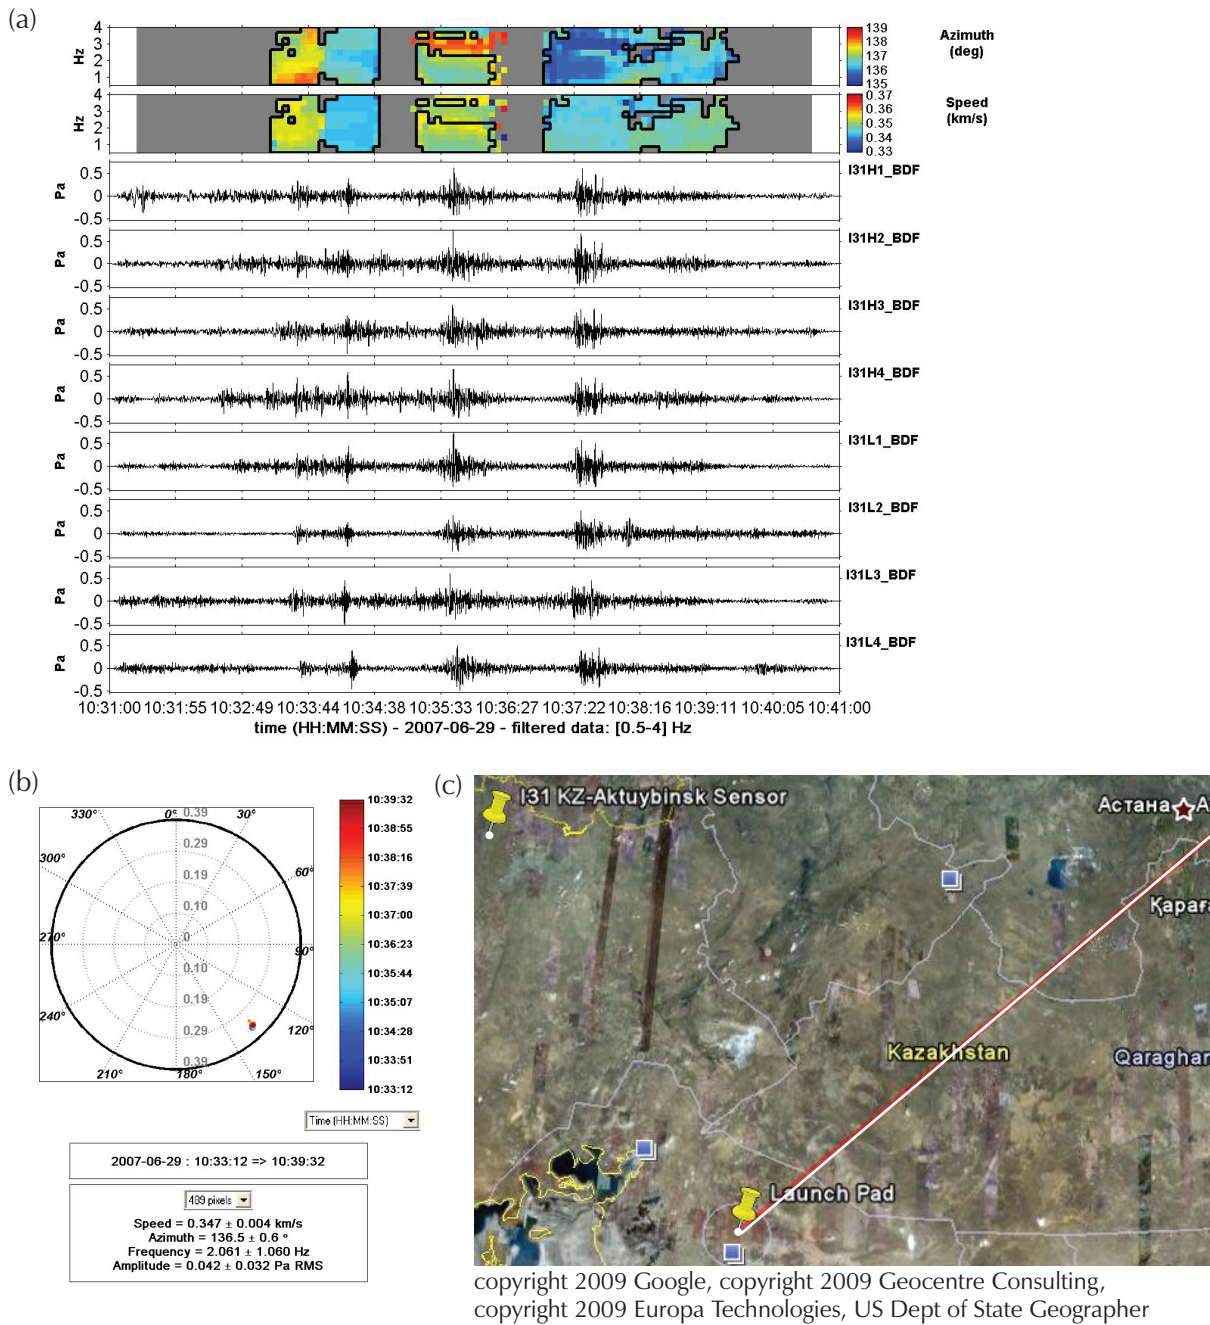 (a)
4
3
2
1
Hz
139
138
137
136
135
Azimuth
(deg)
4
3
2
1
Hz
0.37
0.36
0.35
0.34
0.33
Speed
(km/s)
0.5
0
-0.5
Pa
I31H1_BDF
0.5
0
-0.5
Pa
I31H2_BDF
0.5
0
-0.5
Pa
I31H3_BDF
0.5
0
-0.5
Pa
I31H4_BDF
0.5
0
-0.5
Pa
I31L1_BDF
0.5
0
-0.5
Pa
I31L2_BDF
0.5
0
-0.5
Pa
I31L3_BDF
0.5
0
-0.5
Pa
I31L4_BDF
10:31:00 10:31:55 10:32:49 10:33:44 10:34:38 10:35:33 10:36:27 10:37:22 10:38:16 10:39:11 10:40:05 10:41:00
time (HH:MM:SS) - 2007-06-29 - filtered data: [0.5-4] Hz
(b)
330° 0° 30°
300° 60°
270° 90°
240° 120°
210° 180° 150°
0.39
0.29
0.19
0.10
0
0.10
0.19
0.29
0.39
10:39:32
10:38:55
10:38:16
10:37:39
10:37:00
10:36:23
10:35:44
10:35:07
10:34:28
10:33:51
10:33:12
Time (HH:MM:SS)
2007-06-29 : 10:33:12 => 10:39:32
489 pixels
Speed = 0.347 ± 0.004 km/s
Azimuth = 136.5 ± 0.6 °
Frequency = 2.061 ± 1.060 Hz
Amplitude = 0.042 ± 0.032 Pa RMS
(c)
I31 KZ-Aktuybinsk Sensor
Астана А
Қараға
Kazakhstan
Qaraghan
Launch Pad
copyright 2009 Google, copyright 2009 Geocentre Consulting,
copyright 2009 Europa Technologies, US Dept of State Geographer